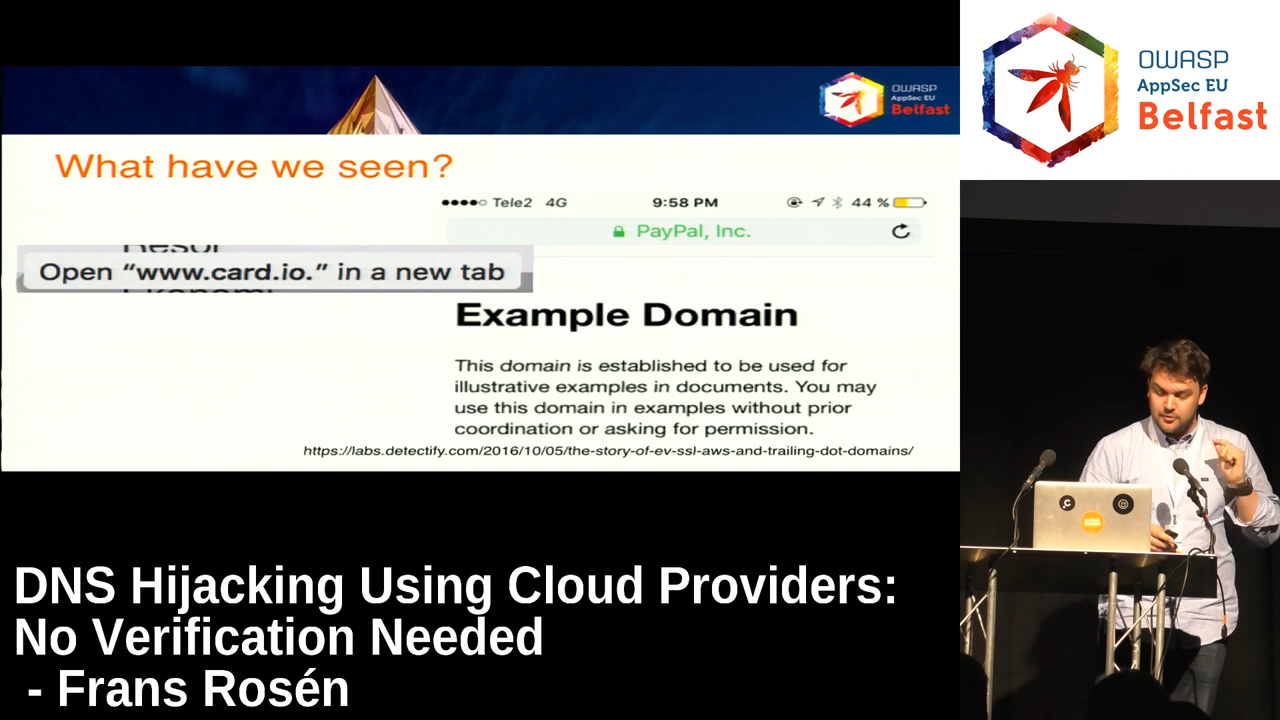 OWASP
AppSec EU
Belfast
OWASP
AppSec EU
Belfast
What have we seen?
Tele2 4G 9:58 PM 44 %
PayPal, Inc.
Resor
Open “www.card.io.” in a new tab
Ekonomi
Example Domain
This domain is established to be used for
illustrative examples in documents. You may
use this domain in examples without prior
coordination or asking for permission.
https://labs.detectify.com/2016/10/05/the-story-of-ev-ssl-aws-and-trailing-dot-domains/
DNS Hijacking Using Cloud Providers:
No Verification Needed
- Frans Rosén